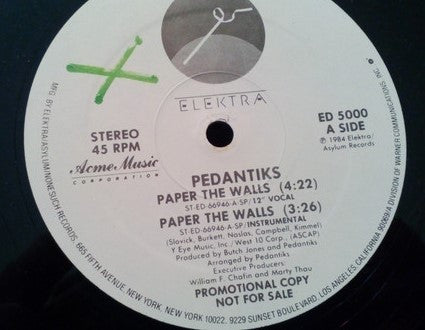 ELEKTRA
STEREO
45 RPM
Acme Music
CORPORATION
ED 5000
A SIDE
℗ 1984 Elektra/
Asylum Records
PEDANTIKS
PAPER THE WALLS (4:22)
ST-ED-66946-A-SP/12" VOCAL
PAPER THE WALLS (3:26)
ST-ED-66946-A-SP/INSTRUMENTAL
(Slavick, Burkett, Naslas, Campbell, Kimmel)
Y Eye Music, Inc./West 10 Corp. (ASCAP)
Produced by Butch Jones and Pedantiks
Arranged by Pedantiks
Executive Producers:
William F. Chafin and Marty Thau
PROMOTIONAL COPY
NOT FOR SALE
MFG. BY ELEKTRA/ASYLUM/NONESUCH RECORDS, 665 FIFTH AVENUE, NEW YORK, NEW YORK 10022. 9229 SUNSET BOULEVARD, LOS ANGELES, CALIFORNIA 90069/A DIVISION OF WARNER COMMUNICATIONS, INC.